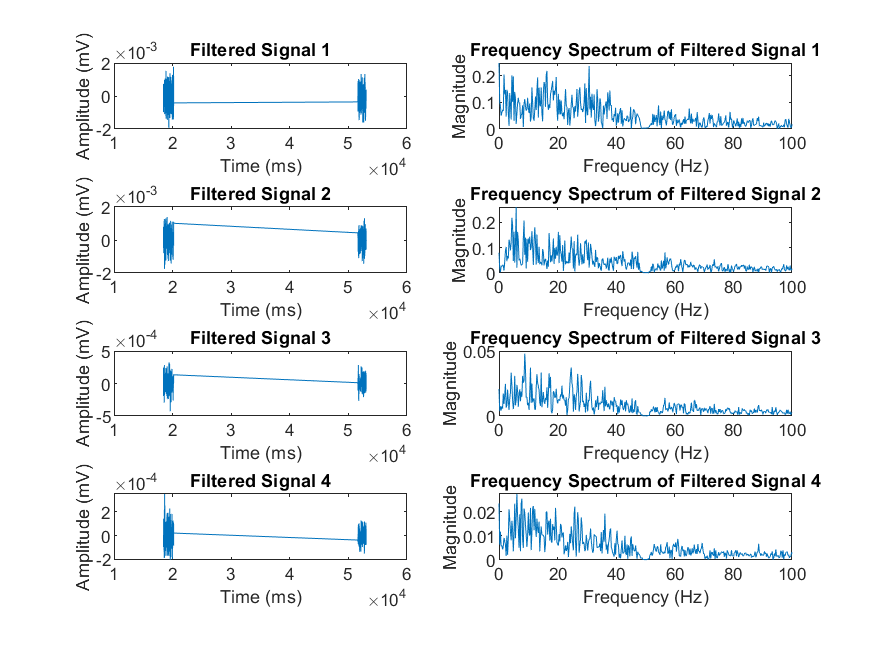 Filtered Signal 1
×10-3
Amplitude (mV)
2
0
-2
1 2 3 4 5 6
Time (ms)
×104
Frequency Spectrum of Filtered Signal 1
Magnitude
0.2
0.1
0
0 20 40 60 80 100
Frequency (Hz)
Filtered Signal 2
×10-3
Amplitude (mV)
2
0
-2
1 2 3 4 5 6
Time (ms)
×104
Frequency Spectrum of Filtered Signal 2
Magnitude
0.2
0.1
0
0 20 40 60 80 100
Frequency (Hz)
Filtered Signal 3
×10-4
Amplitude (mV)
5
0
-5
1 2 3 4 5 6
Time (ms)
×104
Frequency Spectrum of Filtered Signal 3
Magnitude
0.05
0
0 20 40 60 80 100
Frequency (Hz)
Filtered Signal 4
×10-4
Amplitude (mV)
2
0
-2
1 2 3 4 5 6
Time (ms)
×104
Frequency Spectrum of Filtered Signal 4
Magnitude
0.02
0.01
0
0 20 40 60 80 100
Frequency (Hz)